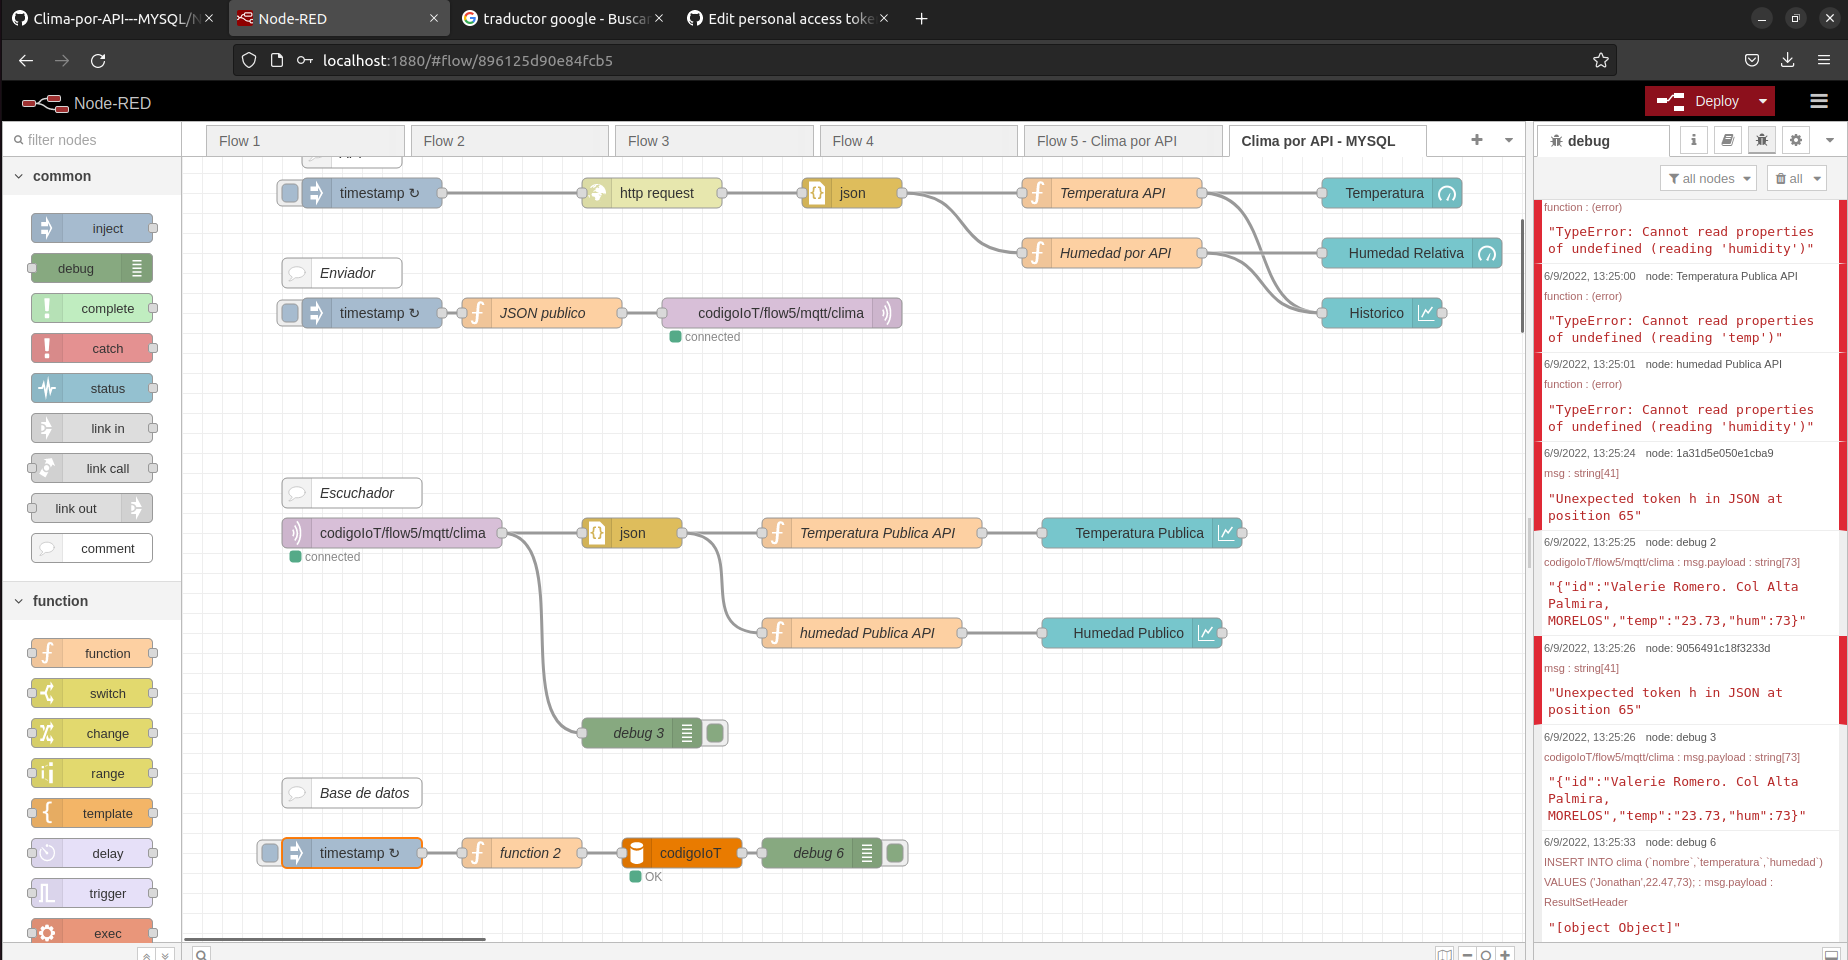 Clima-por-API---MYSQL/N
Node-RED
traductor google - Busca
Edit personal access toke
localhost:1880/#flow/896125d90e84fcb5
Node-RED
Deploy
filter nodes
Flow 1
Flow 2
Flow 3
Flow 4
Flow 5 - Clima por API
Clima por API - MYSQL
debug
all nodes
all
common
inject
debug
complete
catch
status
link in
link call
link out
comment
function
function
switch
change
range
template
delay
trigger
exec
timestamp ↻
http request
json
Temperatura API
Temperatura
Humedad por API
Humedad Relativa
Enviador
timestamp ↻
JSON publico
codigoIoT/flow5/mqtt/clima
connected
Historico
Escuchador
codigoIoT/flow5/mqtt/clima
connected
json
Temperatura Publica API
Temperatura Publica
humedad Publica API
Humedad Publico
debug 3
Base de datos
timestamp ↻
function 2
codigoIoT
OK
debug 6
function : (error)
"TypeError: Cannot read properties
of undefined (reading 'humidity')"
6/9/2022, 13:25:00 node: Temperatura Publica API
function : (error)
"TypeError: Cannot read properties
of undefined (reading 'temp')"
6/9/2022, 13:25:01 node: humedad Publica API
function : (error)
"TypeError: Cannot read properties
of undefined (reading 'humidity')"
6/9/2022, 13:25:24 node: 1a31d5e050e1cba9
msg : string[41]
"Unexpected token h in JSON at
position 65"
6/9/2022, 13:25:25 node: debug 2
codigoIoT/flow5/mqtt/clima : msg.payload : string[73]
"{"id":"Valerie Romero. Col Alta
Palmira,
MORELOS","temp":"23.73,"hum":73}"
6/9/2022, 13:25:26 node: 9056491c18f3233d
msg : string[41]
"Unexpected token h in JSON at
position 65"
6/9/2022, 13:25:26 node: debug 3
codigoIoT/flow5/mqtt/clima : msg.payload : string[73]
"{"id":"Valerie Romero. Col Alta
Palmira,
MORELOS","temp":"23.73,"hum":73}"
6/9/2022, 13:25:33 node: debug 6
INSERT INTO clima (`nombre`,`temperatura`,`humedad`)
VALUES ('Jonathan',22.47,73); : msg.payload :
ResultSetHeader
"[object Object]"